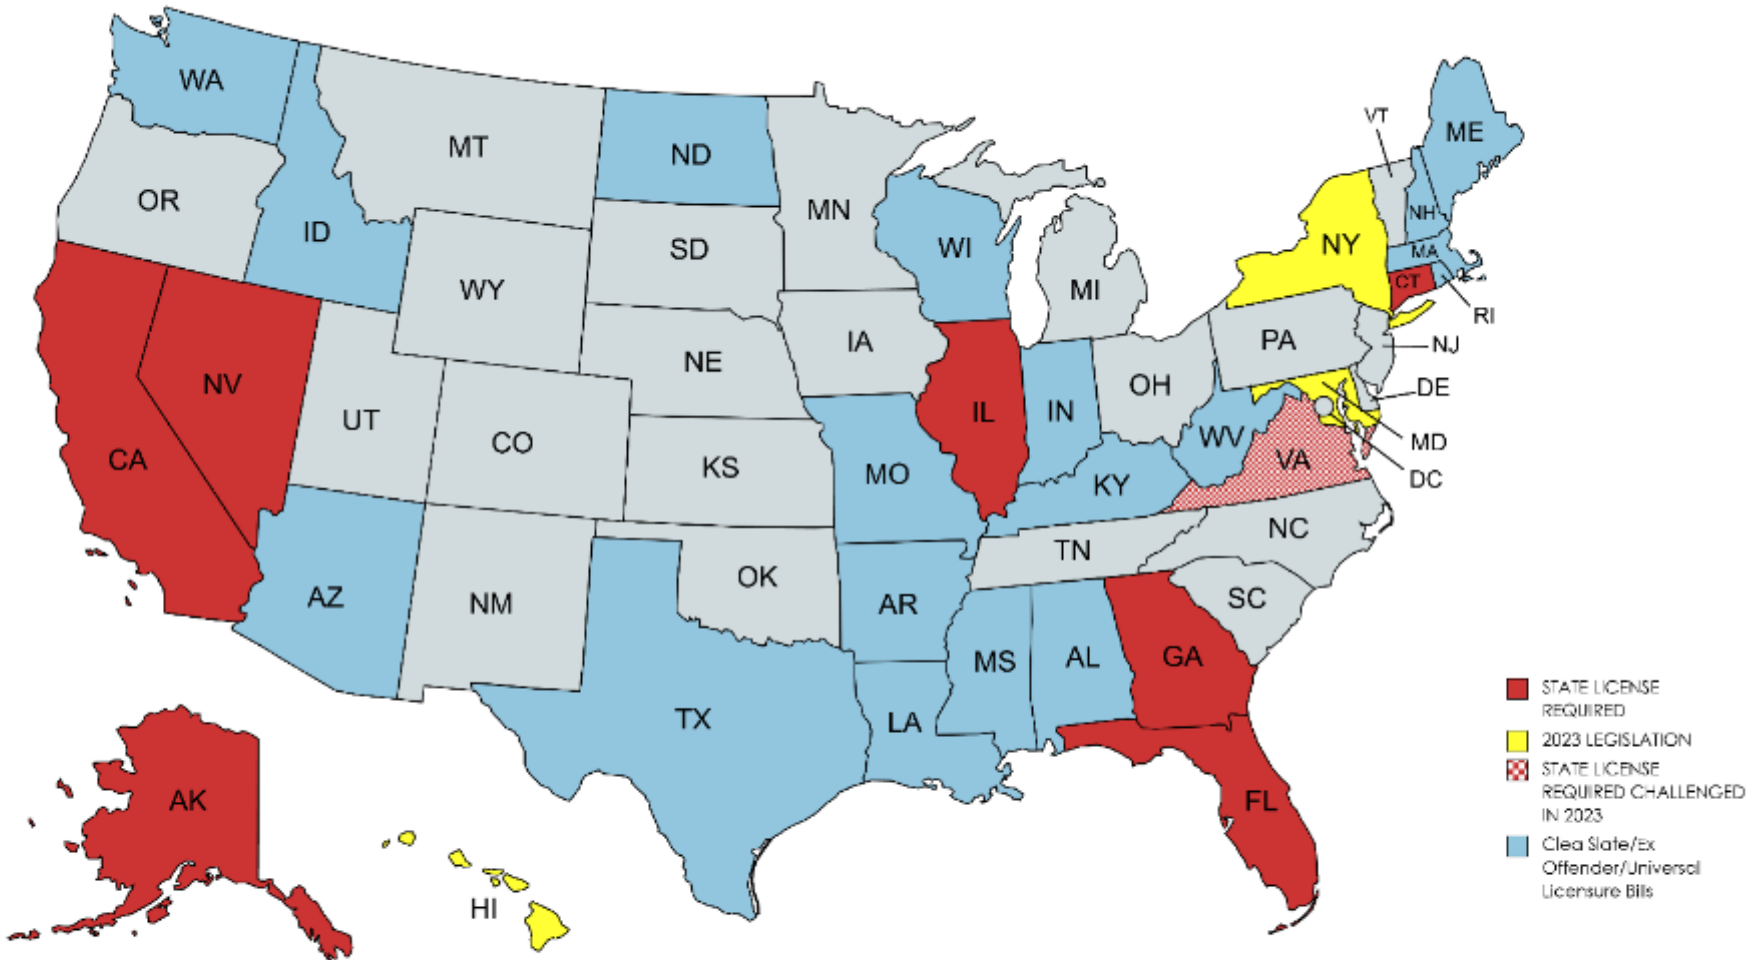 WA
MT
ND
MN
VT
ME
OR
ID
SD
WI
NY
NH
MA
WY
MI
CT
RI
NV
NE
IA
PA
NJ
UT
CO
KS
IL
IN
OH
DE
CA
MO
KY
WV
VA
MD
DC
AZ
NM
OK
AR
TN
NC
SC
TX
LA
MS
AL
GA
AK
HI
FL
STATE LICENSE
REQUIRED
2023 LEGISLATION
STATE LICENSE
REQUIRED CHALLENGED
IN 2023
Clea Slate/Ex
Offender/Universal
Licensure Bills